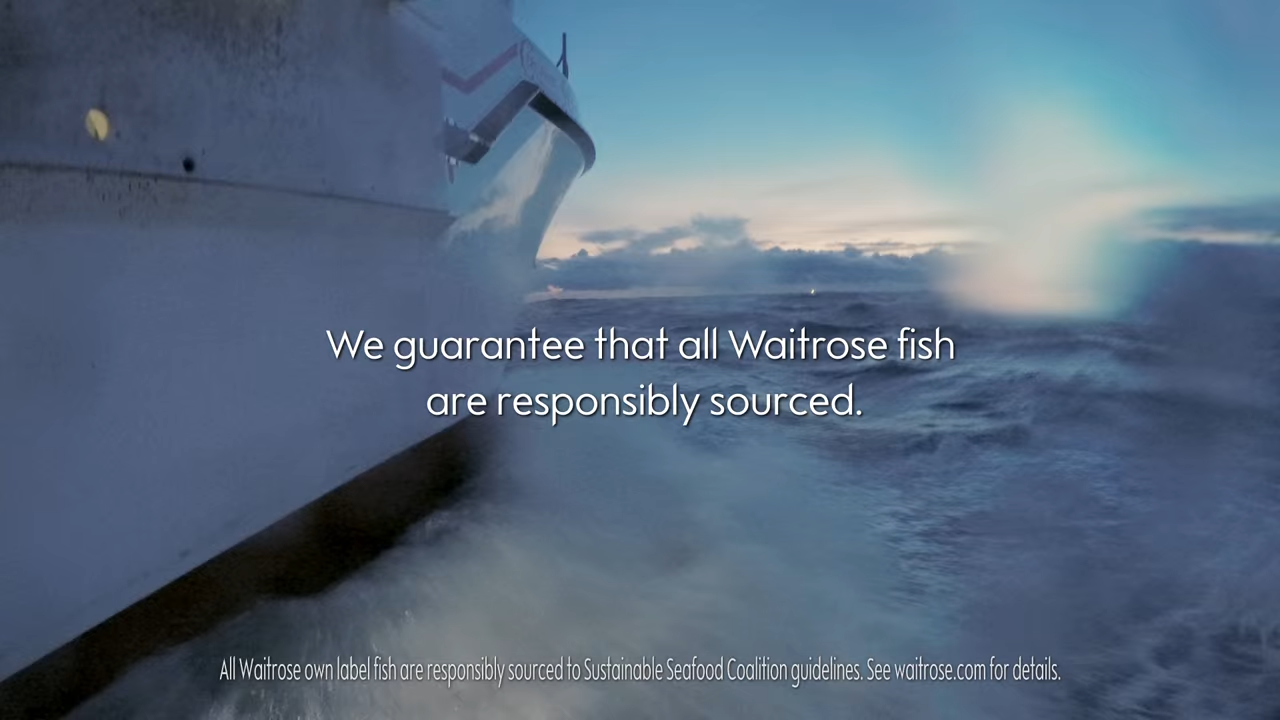 We guarantee that all Waitrose fish
are responsibly sourced.
All Waitrose own label fish are responsibly sourced to Sustainable Seafood Coalition guidelines. See waitrose.com for details.